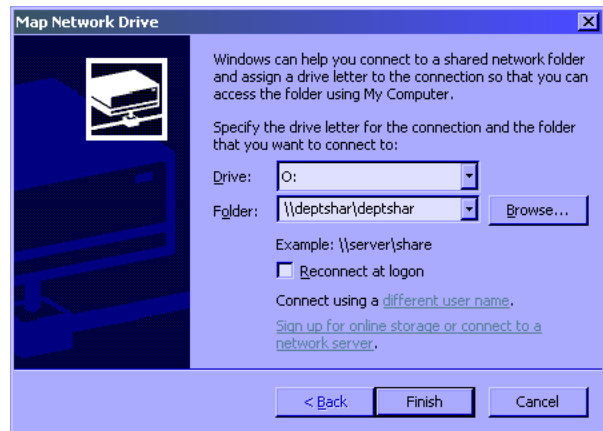 Map Network Drive
Windows can help you connect to a shared network folder
and assign a drive letter to the connection so that you can
access the folder using My Computer.
Specify the drive letter for the connection and the folder
that you want to connect to:
Drive: O:
Folder: \\deptshar\deptshar Browse...
Example: \\server\share
Reconnect at logon
Connect using a different user name.
Sign up for online storage or connect to a
network server.
< Back Finish Cancel